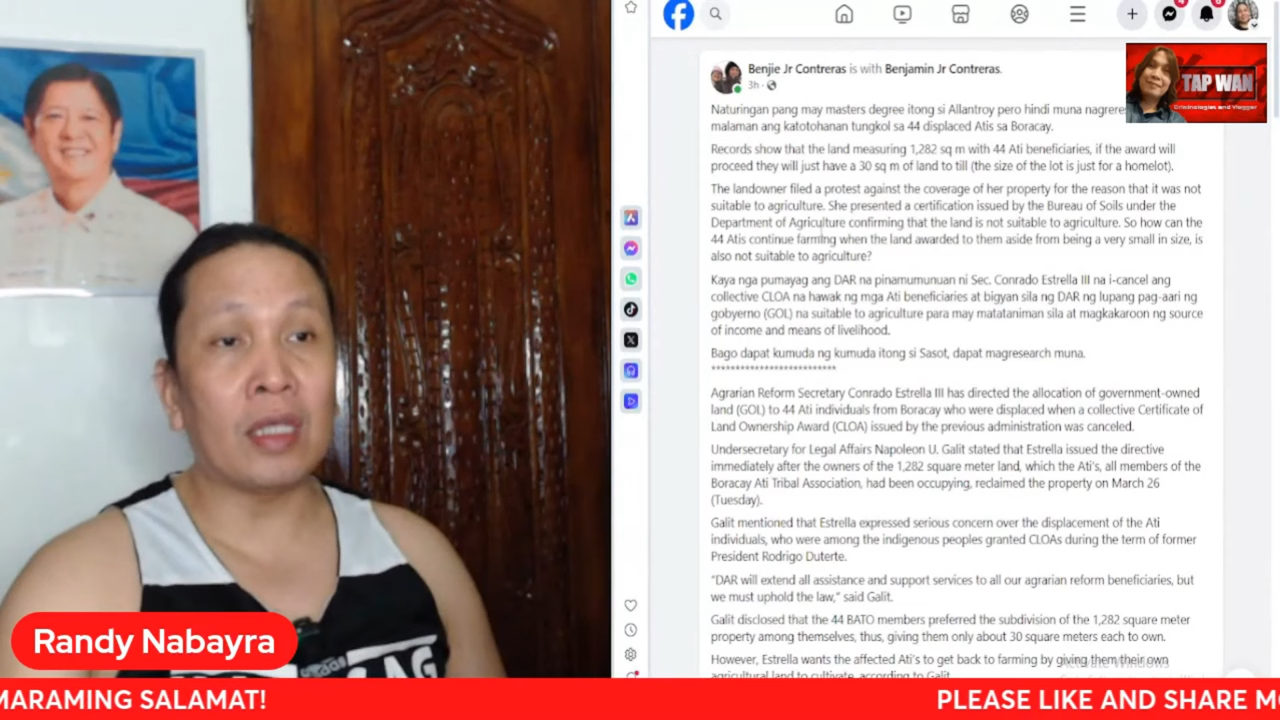 Benjie Jr Contreras is with Benjamin Jr Contreras.
3h
TAP WAN
Criminologist and Vlogger
Naturingan pang may masters degree itong si Allantroy pero hindi muna
malaman ang katotohanan tungkol sa 44 displaced Atis sa Boracay.
Records show that the land measuring 1,282 sq m with 44 Ati beneficiaries, if the award will
proceed they will just have a 30 sq m of land to till (the size of the lot is just for a homelot).
The landowner filed a protest against the coverage of her property for the reason that it was not
suitable to agriculture. She presented a certification issued by the Bureau of Soils under the
Department of Agriculture confirming that the land is not suitable to agriculture. So how can the
44 Atis continue farming when the land awarded to them aside from being a very small in size, is
also not suitable to agriculture?
Kaya nga pumayag ang DAR na pinamumunuan ni Sec. Conrado Estrella III na i-cancel ang
collective CLOA na hawak ng mga Ati beneficiaries at bigyan sila ng DAR ng lupang pag-aari ng
gobyerno (GOL) na suitable to agriculture para may matataniman sila at magkakaroon ng source
of income and means of livelihood.
Bago dapat kumuda ng kumuda itong si Sasot, dapat magresearch muna.
*************************
Agrarian Reform Secretary Conrado Estrella III has directed the allocation of government-owned
land (GOL) to 44 Ati individuals from Boracay who were displaced when a collective Certificate of
Land Ownership Award (CLOA) issued by the previous administration was canceled.
Undersecretary for Legal Affairs Napoleon U. Galit stated that Estrella issued the directive
immediately after the owners of the 1,282 square meter land, which the Ati's, all members of the
Boracay Ati Tribal Association, had been occupying, reclaimed the property on March 26
(Tuesday).
Galit mentioned that Estrella expressed serious concern over the displacement of the Ati
individuals, who were among the indigenous peoples granted CLOAs during the term of former
President Rodrigo Duterte.
"DAR will extend all assistance and support services to all our agrarian reform beneficiaries, but
we must uphold the law," said Galit.
Galit disclosed that the 44 BATO members preferred the subdivision of the 1,282 square meter
property among themselves, thus, giving them only about 30 square meters each to own.
However, Estrella wants the affected Ati's to get back to farming by giving them their own
agricultural land to cultivate, according to Galit.
Activate Windows
Randy Nabayra
MARAMING SALAMAT!
PLEASE LIKE AND SHARE